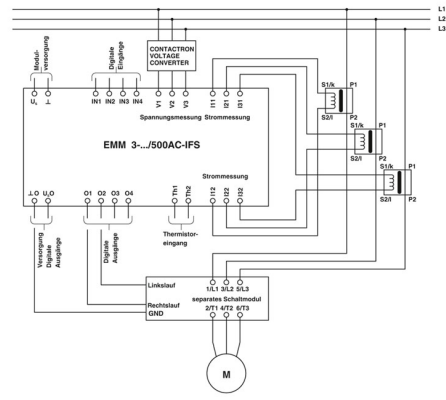 L1
L2
L3
Modul-
versorgung
Digitale
Eingänge
CONTACTRON
VOLTAGE
CONVERTER
S1/k P1
S2/l P2
S1/k P1
S2/l P2
S1/k P1
S2/l P2
Us ⊥ IN1 IN2 IN3 IN4 V1 V2 V3 I11 I21 I31
Spannungsmessung Strommessung
EMM 3-.../500AC-IFS
Strommessung
⊥O UsO O1 O2 O3 O4 Th1 Th2 I12 I22 I32
Versorgung
Digitale
Ausgänge
Digitale
Ausgänge
Thermistor-
eingang
Linkslauf
1/L1 3/L2 5/L3
separates Schaltmodul
Rechtslauf
GND
2/T1 4/T2 6/T3
M